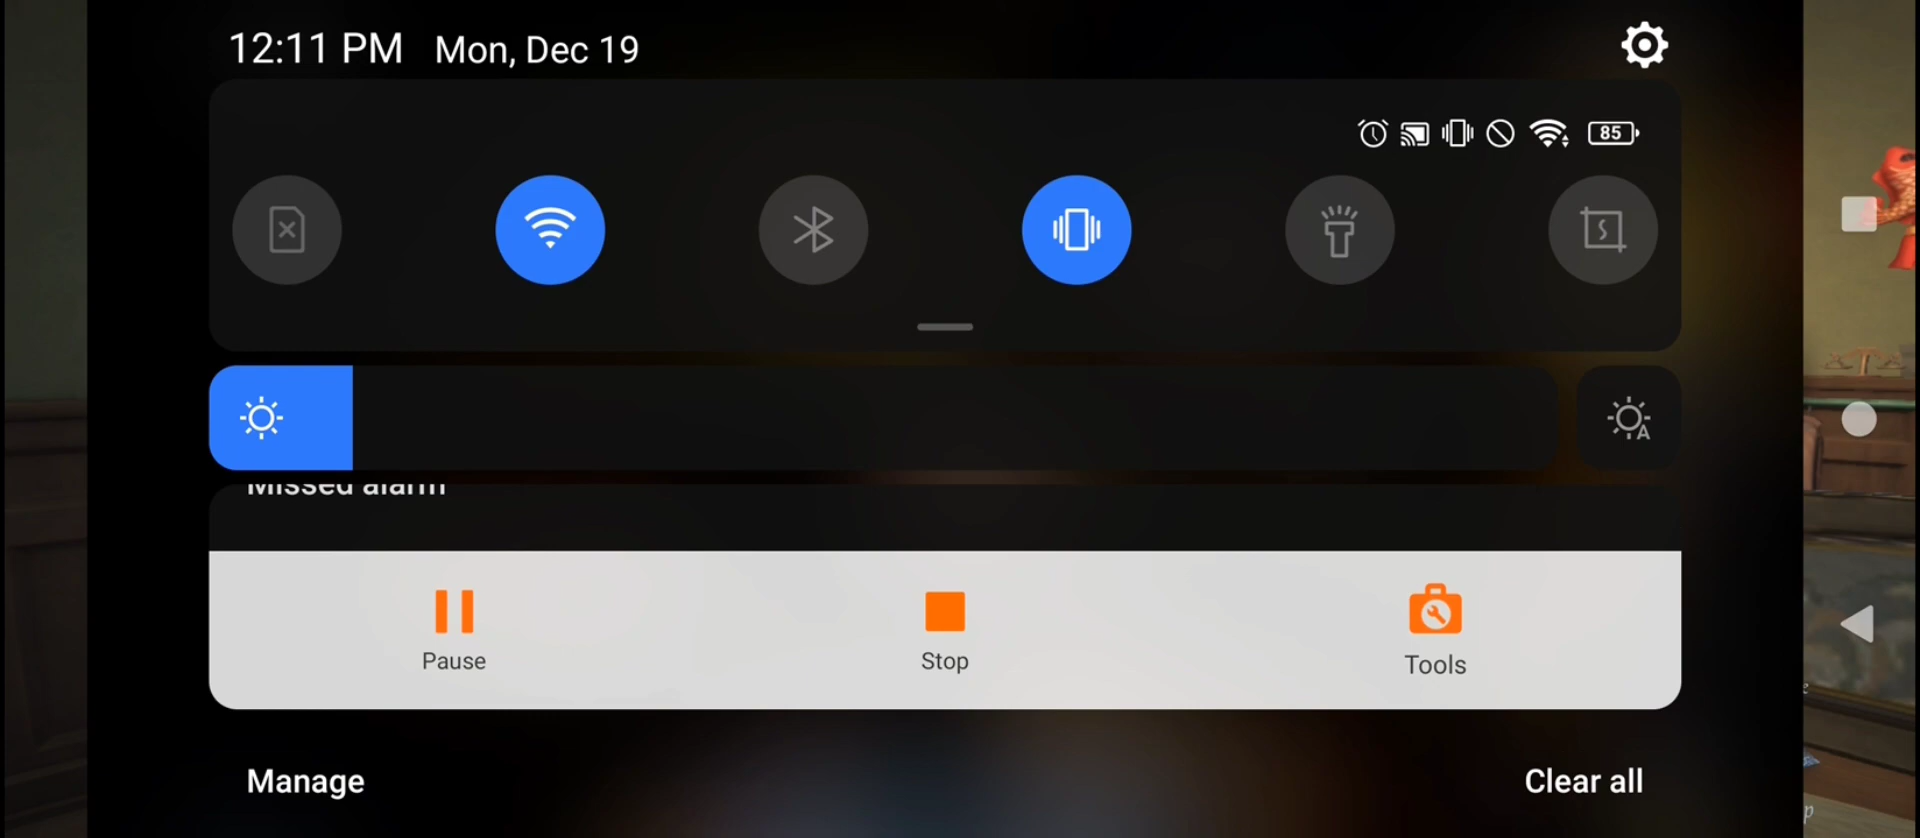 12:11 PM Mon, Dec 19
85
A
Missed alarm
Pause Stop Tools
Manage Clear all
e
p